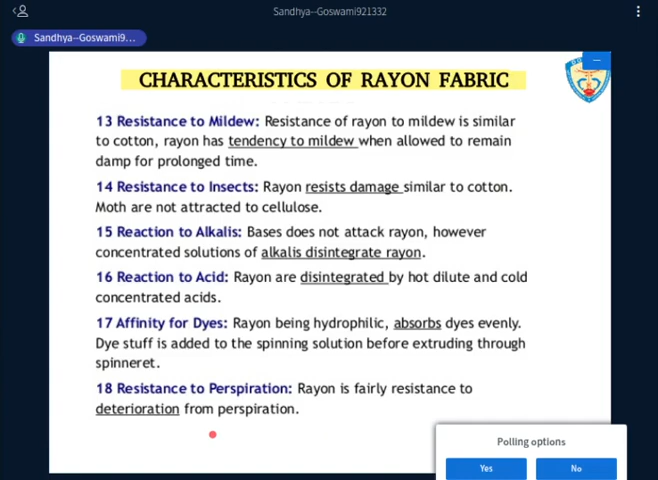 Sandhya--Goswami921332
Sandhya--Goswami9...
CHARACTERISTICS OF RAYON FABRIC
13 Resistance to Mildew: Resistance of rayon to mildew is similar
to cotton, rayon has tendency to mildew when allowed to remain
damp for prolonged time.
14 Resistance to Insects: Rayon resists damage similar to cotton.
Moth are not attracted to cellulose.
15 Reaction to Alkalis: Bases does not attack rayon, however
concentrated solutions of alkalis disintegrate rayon.
16 Reaction to Acid: Rayon are disintegrated by hot dilute and cold
concentrated acids.
17 Affinity for Dyes: Rayon being hydrophilic, absorbs dyes evenly.
Dye stuff is added to the spinning solution before extruding through
spinneret.
18 Resistance to Perspiration: Rayon is fairly resistance to
deterioration from perspiration.
Polling options
Yes No